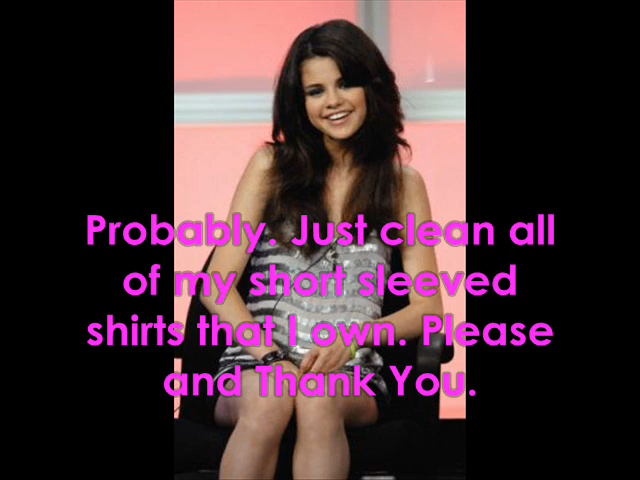 Probably. Just clean all
of my short sleeved
shirts that I own. Please
and Thank You.